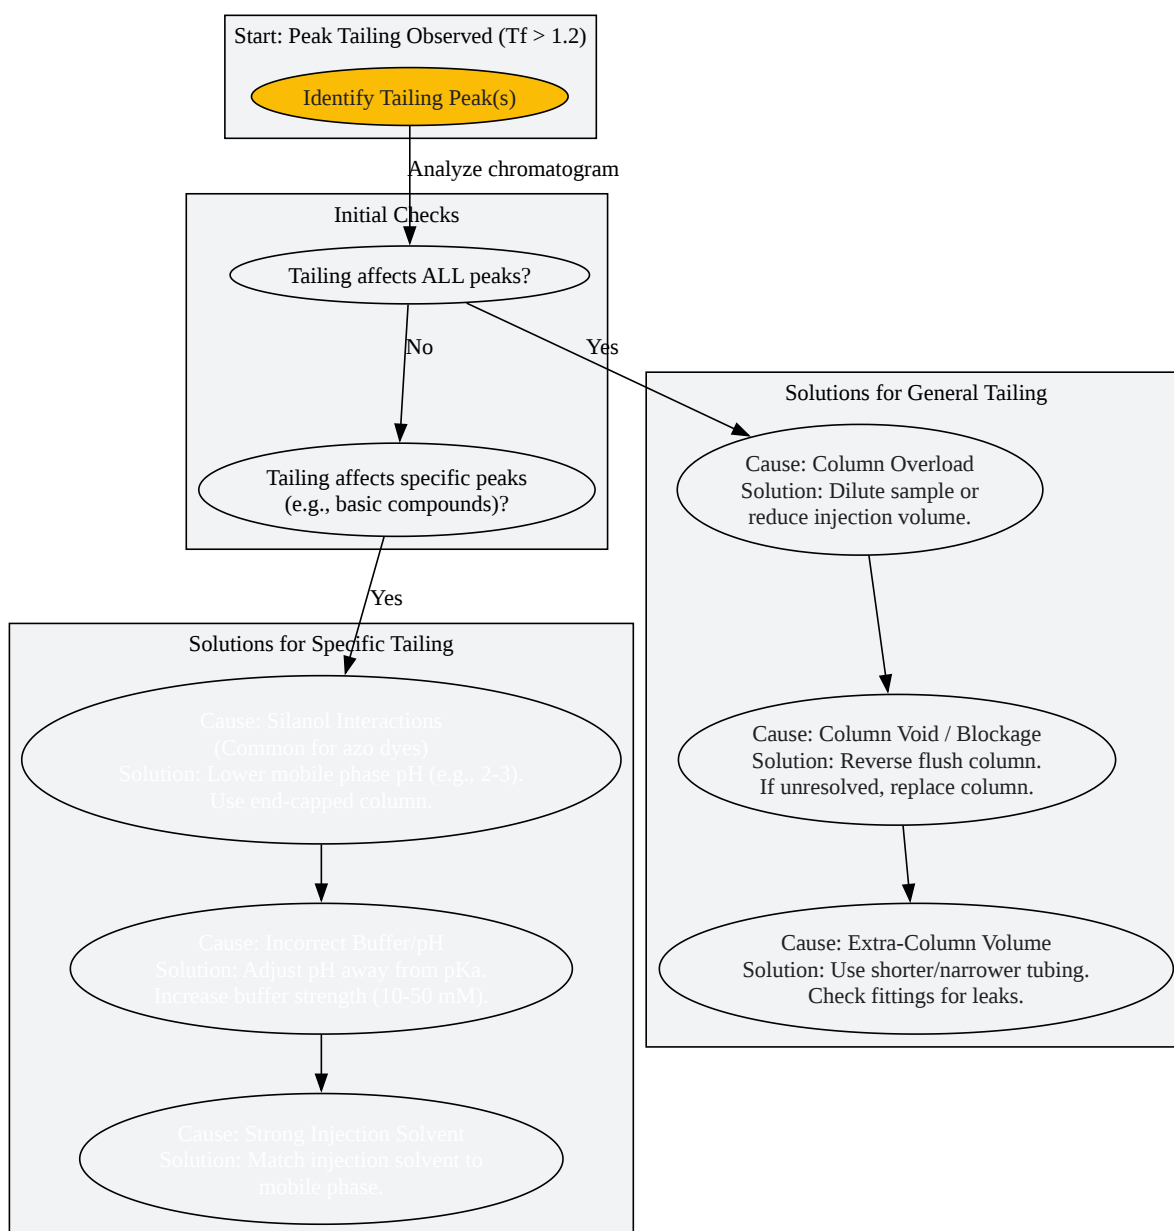 Start: Peak Tailing Observed (Tf > 1.2)
Identify Tailing Peak(s)
Analyze chromatogram
Initial Checks
Tailing affects ALL peaks?
No
Yes
Tailing affects specific peaks
(e.g., basic compounds)?
Yes
Solutions for General Tailing
Cause: Column Overload
Solution: Dilute sample or
reduce injection volume.
Cause: Column Void / Blockage
Solution: Reverse flush column.
If unresolved, replace column.
Cause: Extra-Column Volume
Solution: Use shorter/narrower tubing.
Check fittings for leaks.
Solutions for Specific Tailing
Cause: Silanol Interactions
(Common for azo dyes)
Solution: Lower mobile phase pH (e.g., 2-3).
Use end-capped column.
Cause: Incorrect Buffer/pH
Solution: Adjust pH away from pKa.
Increase buffer strength (10-50 mM).
Cause: Strong Injection Solvent
Solution: Match injection solvent to
mobile phase.